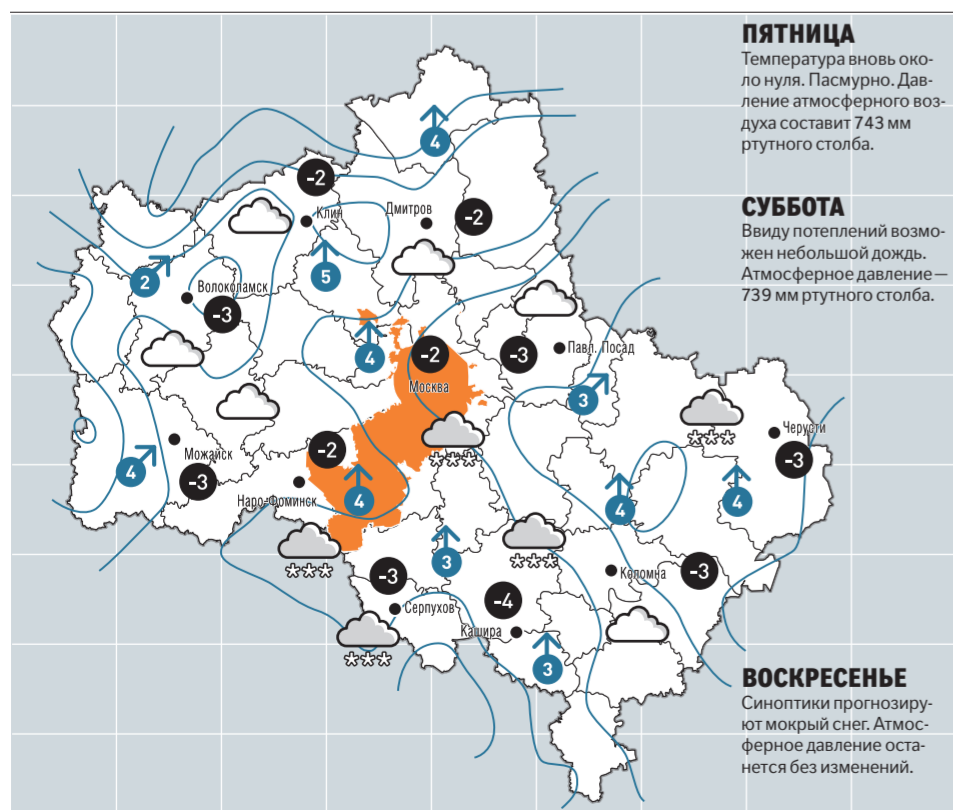 ПЯТНИЦА
Температура вновь око-
ло нуля. Пасмурно. Дав-
ление атмосферного воз-
духа составит 743 мм
ртутного столба.
СУББОТА
Ввиду потеплений возмо-
жен небольшой дождь.
Атмосферное давление —
739 мм ртутного столба.
ВОСКРЕСЕНЬЕ
Синоптики прогнозиру-
ют мокрый снег. Атмос-
ферное давление оста-
нется без изменений.
4
-2
Клин
Дмитров
-2
2
5
Волоколамск
-3
4
-2
Москва
-3
Павл. Посад
3
Черусти
-3
Можайск
4
-3
-2
Наро-Фоминск
4
4
4
3
-3
Серпухов
-4
Кашира
Коломна
-3
3